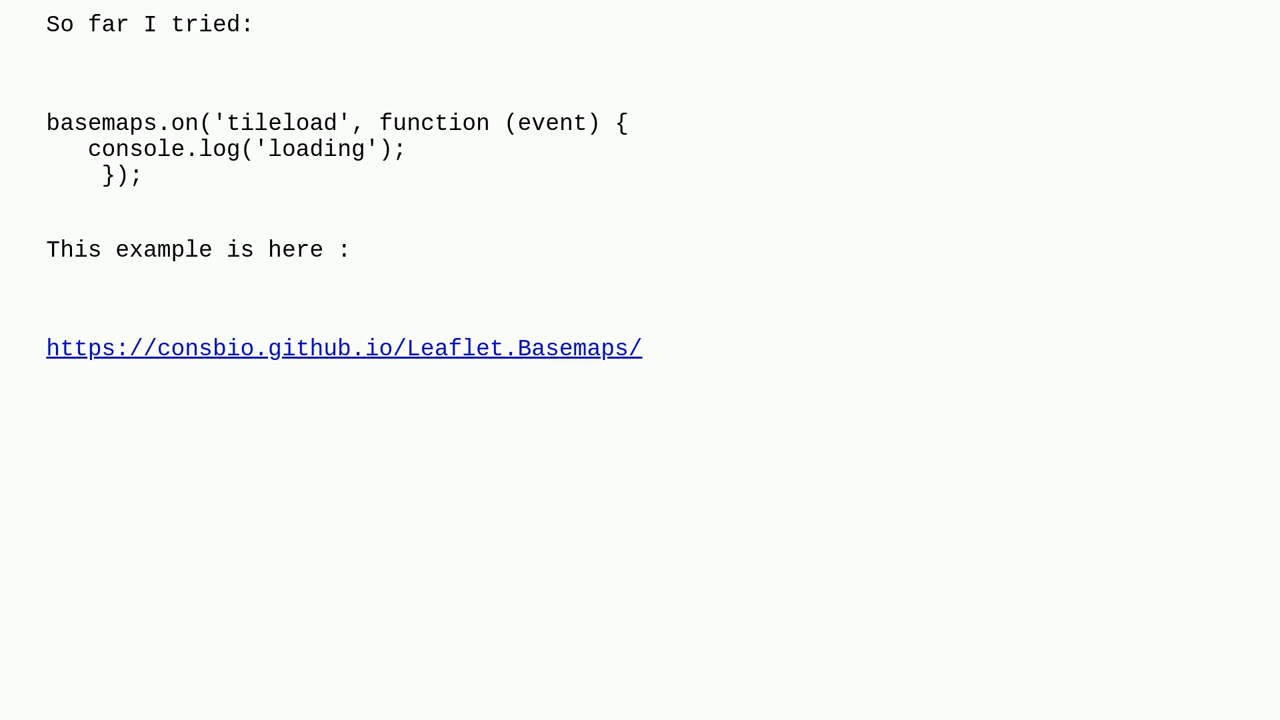 So far I tried:
basemaps.on('tileload', function (event) {
   console.log('loading');
    });
This example is here :
https://consbio.github.io/Leaflet.Basemaps/